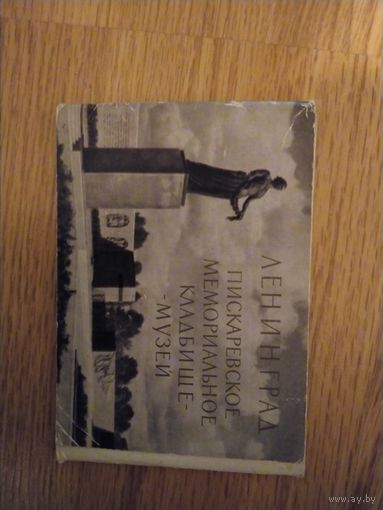 ЛЕНИНГРАД
ПИСКАРЕВСКОЕ
МЕМОРИАЛЬНОЕ
КЛАДБИЩЕ-
-МУЗЕЙ
www.ay.by